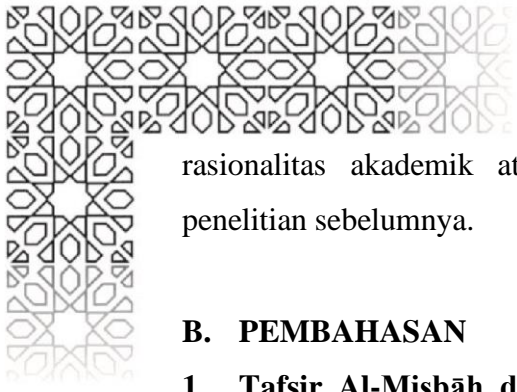 rasionalitas akademik at
penelitian sebelumnya.
B. PEMBAHASAN
1. Tafsir Al-Misbāh d